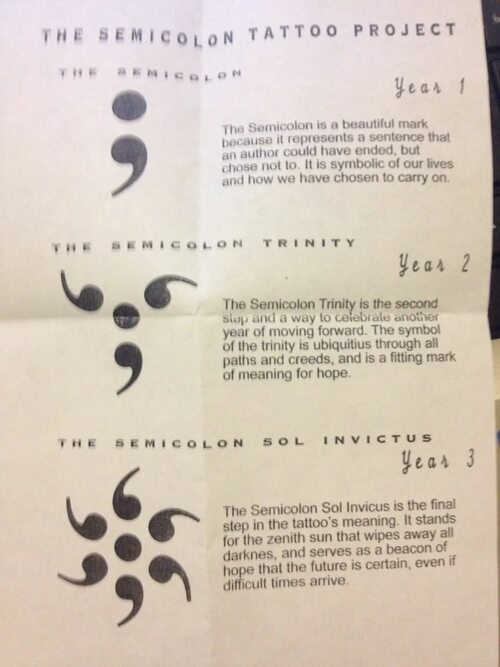 THE SEMICOLON TATTOO PROJECT
THE SEMICOLON
Year 1
The Semicolon is a beautiful mark
because it represents a sentence that
an author could have ended, but
chose not to. It is symbolic of our lives
and how we have chosen to carry on.
THE SEMICOLON TRINITY
Year 2
The Semicolon Trinity is the second
step and a way to celebrate another
year of moving forward. The symbol
of the trinity is ubiquitius through all
paths and creeds, and is a fitting mark
of meaning for hope.
THE SEMICOLON SOL INVICTUS
Year 3
The Semicolon Sol Invicus is the final
step in the tattoo's meaning. It stands
for the zenith sun that wipes away all
darknes, and serves as a beacon of
hope that the future is certain, even if
difficult times arrive.